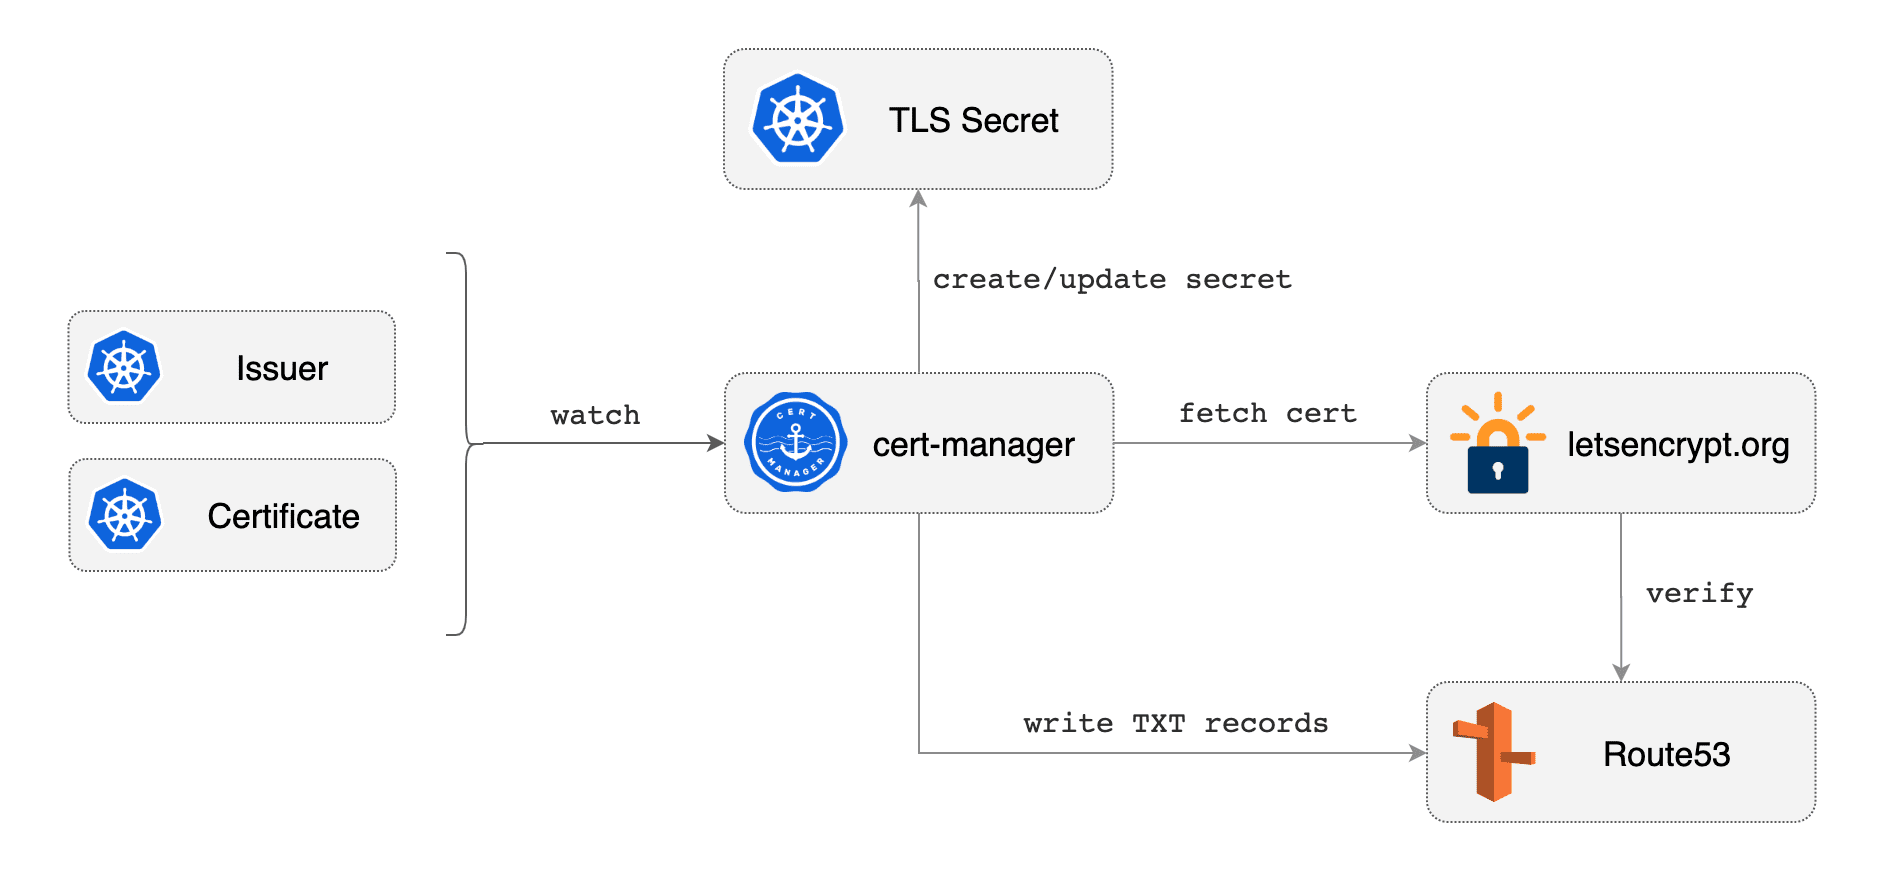 TLS Secret
create/update secret
Issuer
watch
CERT
MANAGER
cert-manager
fetch cert
letsencrypt.org
Certificate
verify
write TXT records
Route53